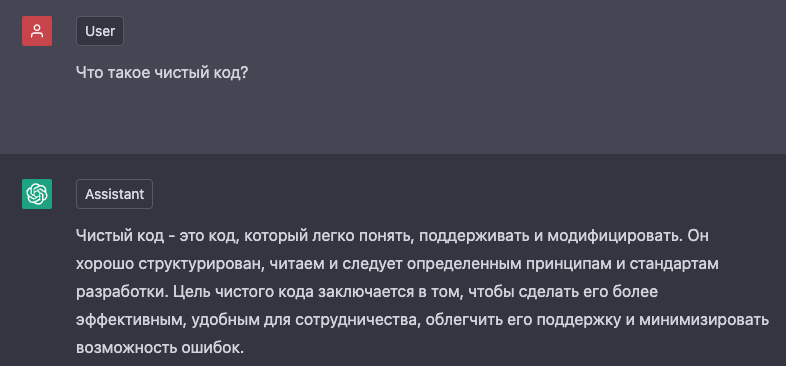 User
Что такое чистый код?
Assistant
Чистый код - это код, который легко понять, поддерживать и модифицировать. Он
хорошо структурирован, читаем и следует определенным принципам и стандартам
разработки. Цель чистого кода заключается в том, чтобы сделать его более
эффективным, удобным для сотрудничества, облегчить его поддержку и минимизировать
возможность ошибок.